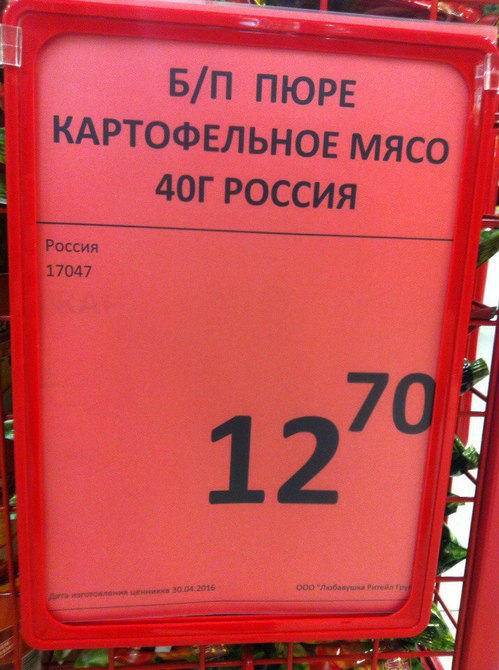 Б/П ПЮРЕ
КАРТОФЕЛЬНОЕ МЯСО
40Г РОССИЯ
Россия
17047
12 70
Дата изготовления ценника 30.04.2016
ООО "Любавушка Ритейл Груп